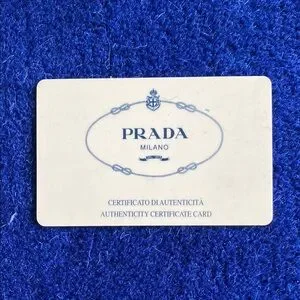 PRADA
MILANO
CERTIFICATO DI AUTENTICITÀ
AUTHENTICITY CERTIFICATE CARD